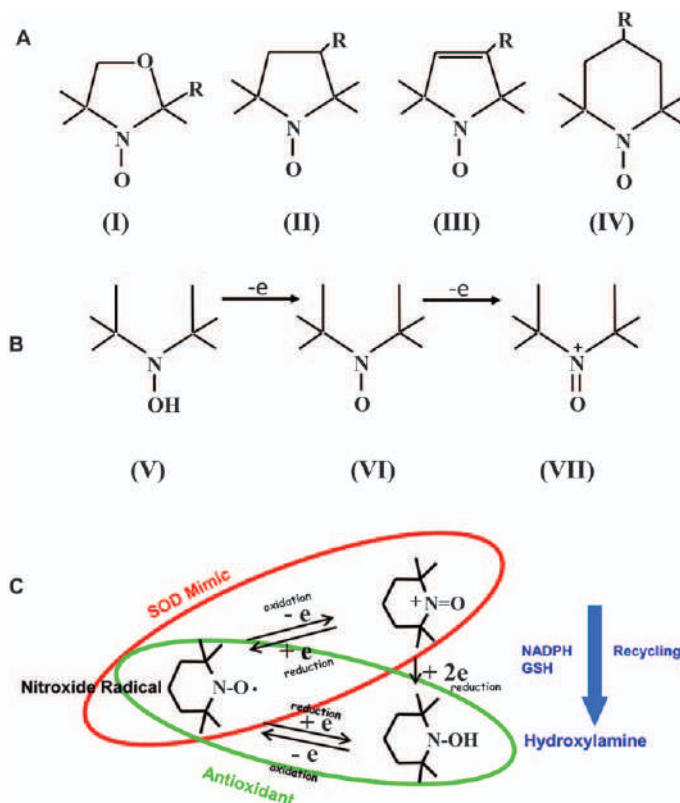 A
O
R
R
R
R
N
N
N
N
O
O
O
O
(I) (II) (III) (IV)
-e -e
B
N N N
+
OH O O
(V) (VI) (VII)
C
SOD Mimic
oxidation
- e
+ e
reduction
+
N=O
NADPH
GSH
Recycling
Nitroxide Radical
N-O·
+ 2e
reduction
reduction
+ e
- e
oxidation
N-OH
Hydroxylamine
Antioxidant